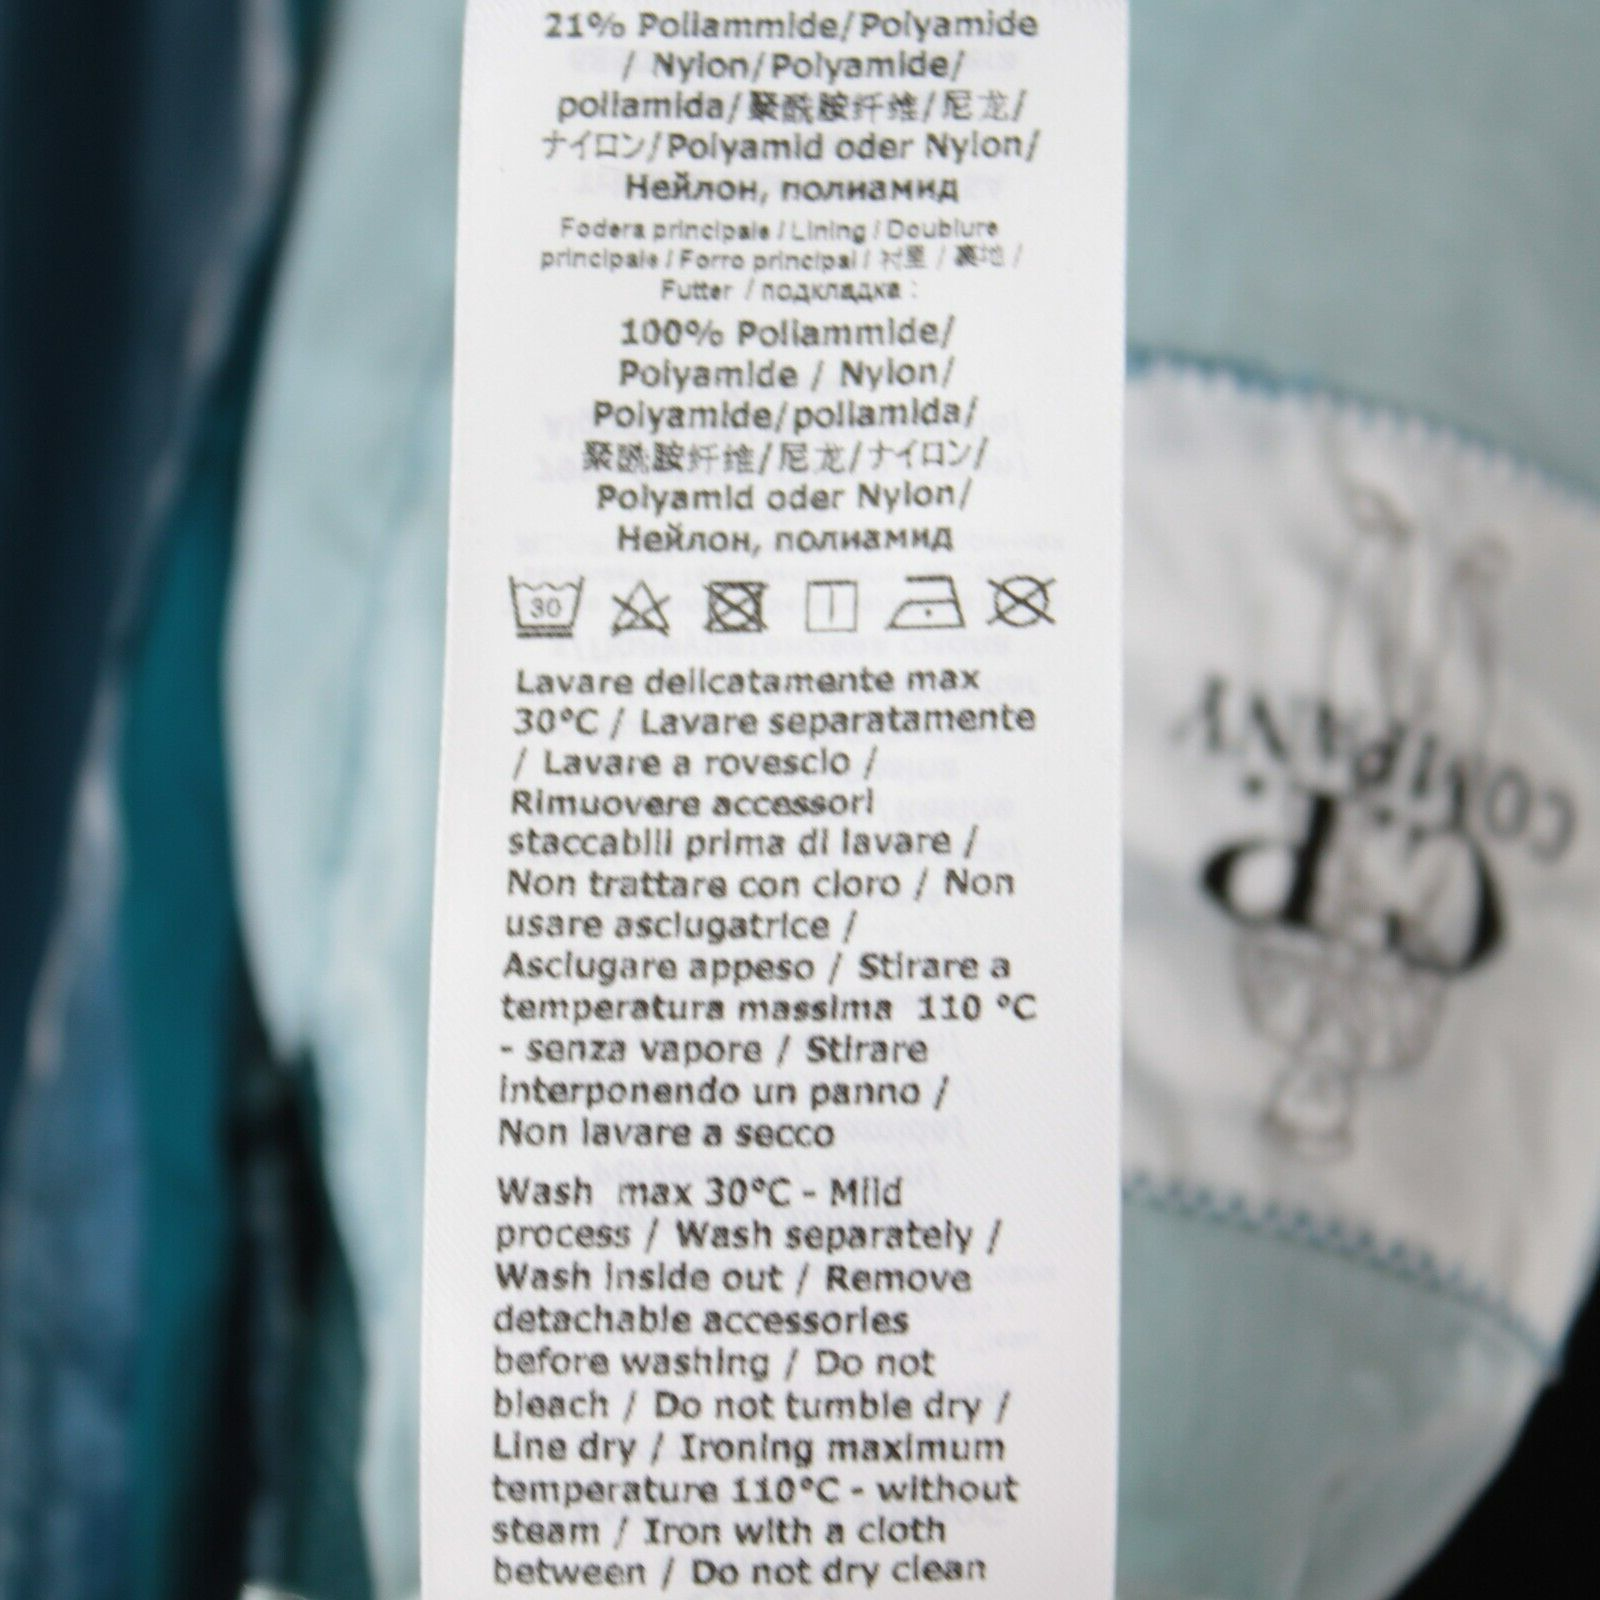 21% Poliammide/Polyamide
/ Nylon/Polyamide/
poliamida/聚酰胺纤维/尼龙/
ナイロン/Polyamid oder Nylon/
Нейлон, полиамид
Fodera principale / Lining / Doublure
principale / Forro principal / 衬里 / 裏地 /
Futter / подкладка :
100% Poliammide/
Polyamide / Nylon/
Polyamide/poliamida/
聚酰胺纤维/尼龙/ナイロン/
Polyamid oder Nylon/
Нейлон, полиамид
30
Lavare delicatamente max
30°C / Lavare separatamente
/ Lavare a rovescio /
Rimuovere accessori
staccabili prima di lavare /
Non trattare con cloro / Non
usare asciugatrice /
Asciugare appeso / Stirare a
temperatura massima 110 °C
- senza vapore / Stirare
interponendo un panno /
Non lavare a secco
Wash max 30°C - Mild
process / Wash separately /
Wash inside out / Remove
detachable accessories
before washing / Do not
bleach / Do not tumble dry /
Line dry / Ironing maximum
temperature 110°C - without
steam / Iron with a cloth
between / Do not dry clean
C.P.
COMPANY